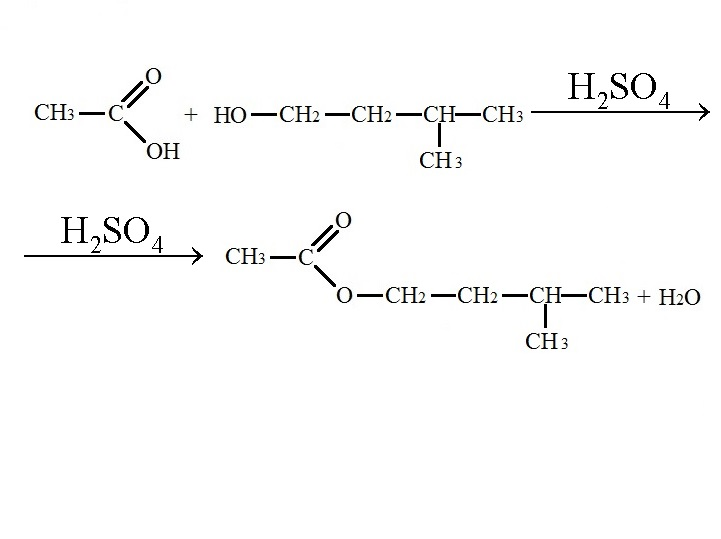 H₂SO₄
O
CH₃ — C + HO — CH₂ — CH₂ — CH — CH₃
OH
CH₃
H₂SO₄
O
CH₃ — C
O — CH₂ — CH₂ — CH — CH₃ + H₂O
CH₃